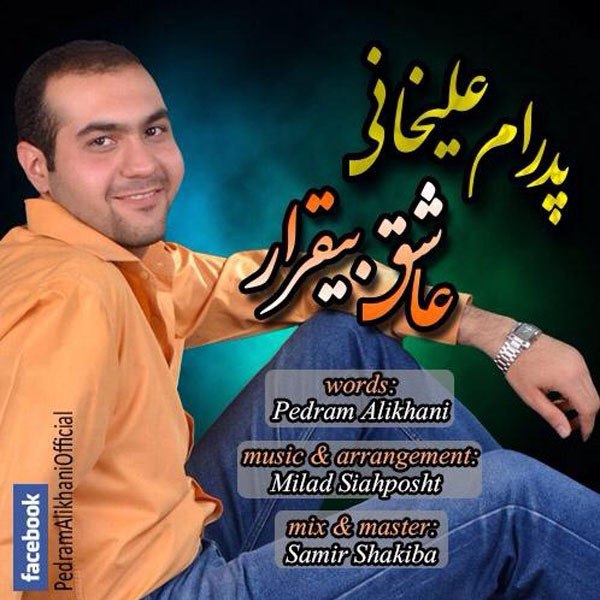 پدرام علیخانی
عاشق بیقرار
words:
Pedram Alikhani
music & arrangement:
Milad Siahposht
mix & master:
Samir Shakiba
facebook
PedramAlikhaniOfficial